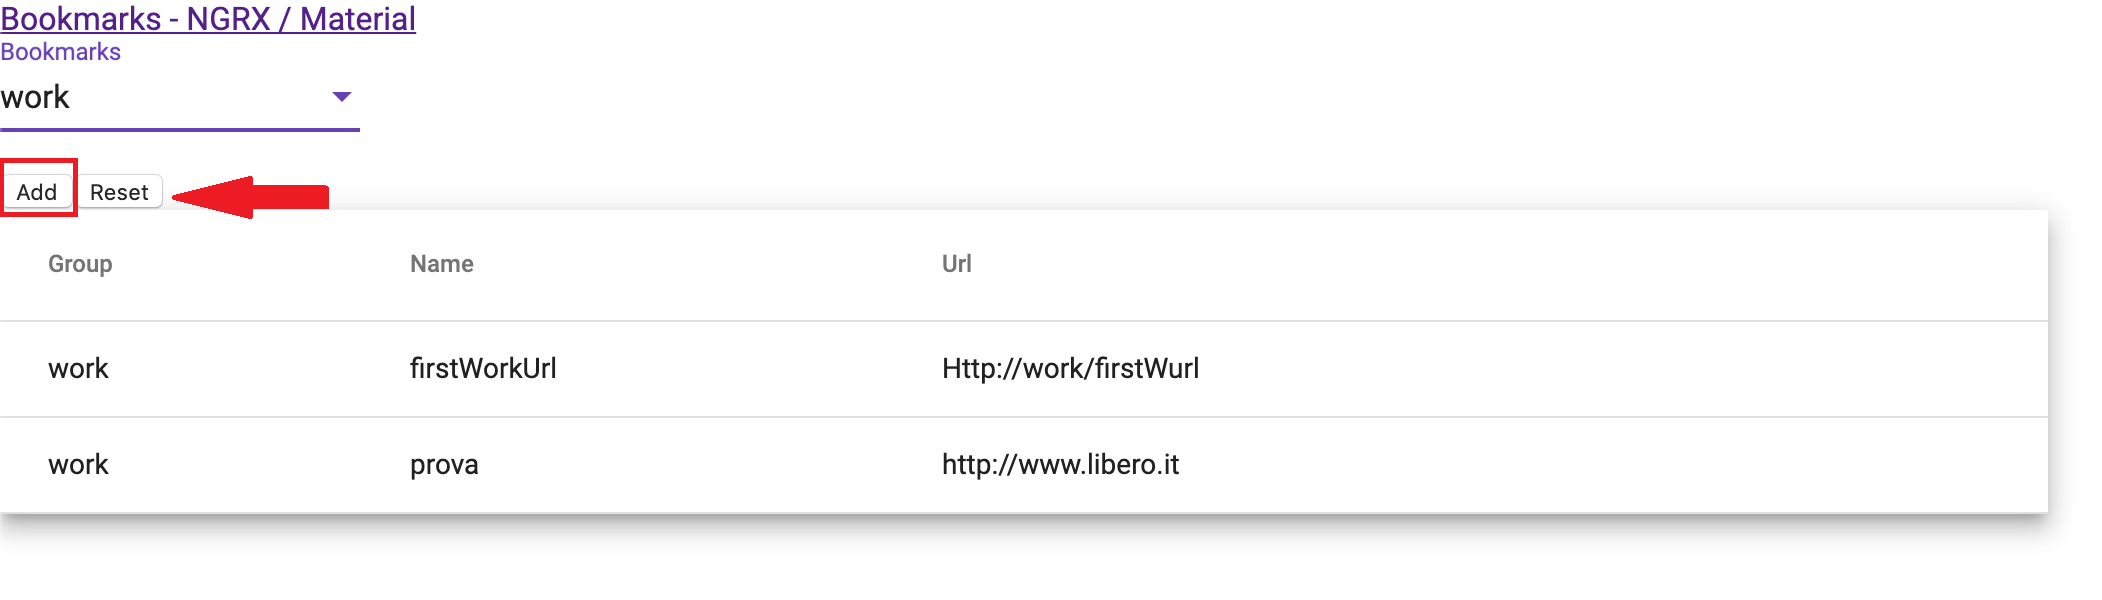 Bookmarks - NGRX / Material
Bookmarks
work
Add Reset
Group Name Url
work firstWorkUrl Http://work/firstWurl
work prova http://www.libero.it